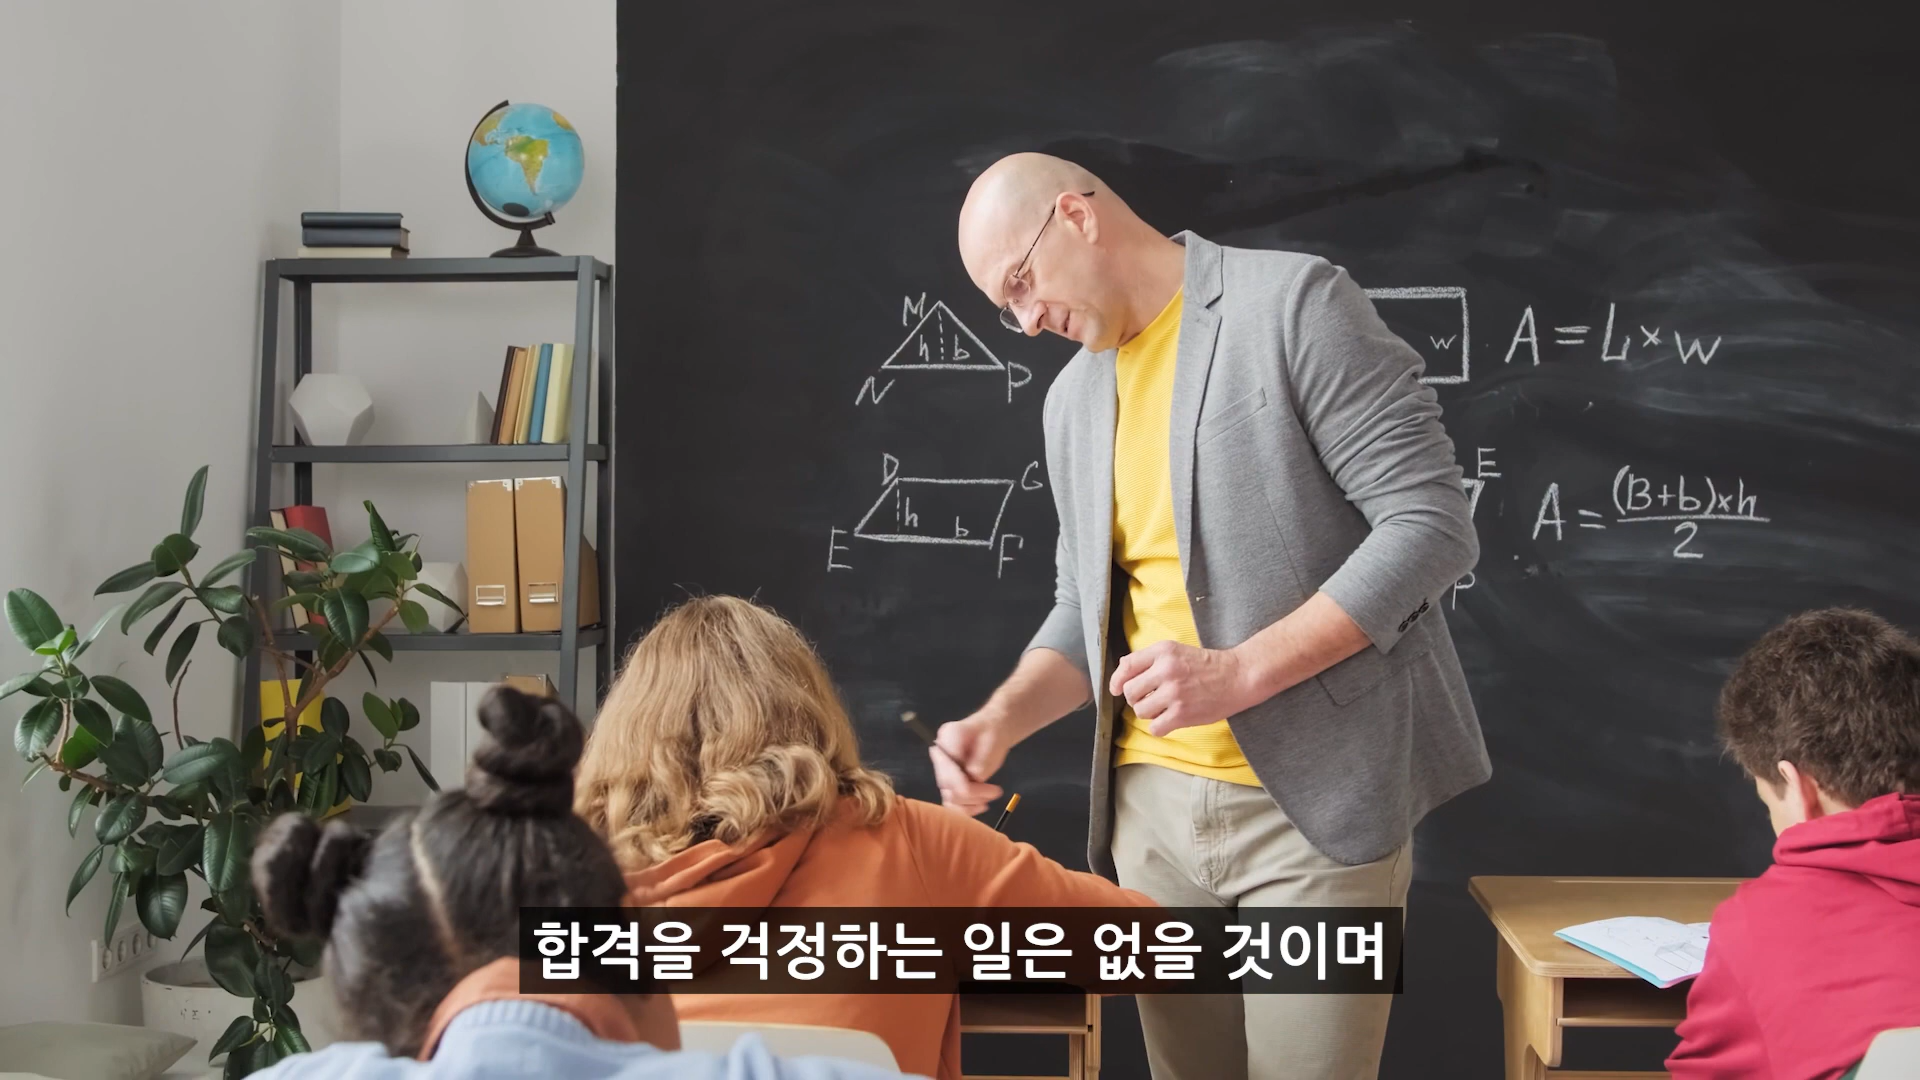 M
h b
N P
w
A = L × w
D G
h b
E F
E
P
A = (B+b)×h
2
합격을 걱정하는 일은 없을 것이며